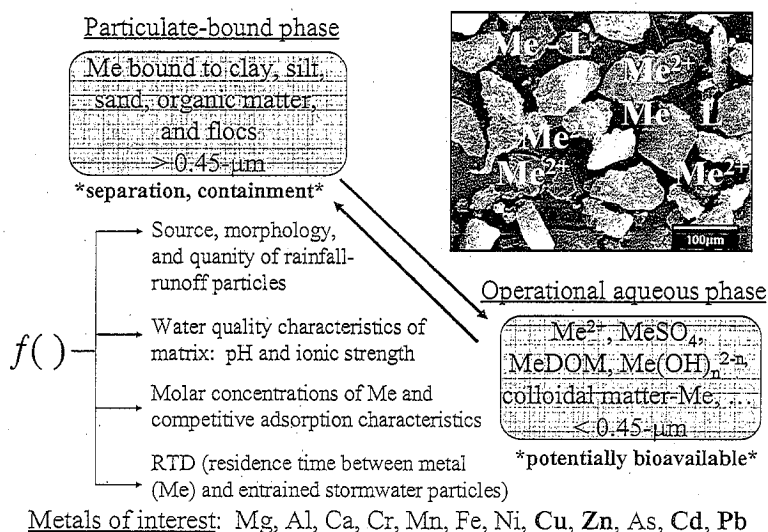 Particulate-bound phase
Me bound to clay, silt,
sand, organic matter,
and flocs
> 0.45-μm
*separation, containment*
Me - L
Me²⁺
Me L
Me
Me²⁺
Me²⁺
100μm
f( )
Source, morphology,
and quanity of rainfall-
runoff particles
Water quality characteristics of
matrix: pH and ionic strength
Molar concentrations of Me and
competitive adsorption characteristics
RTD (residence time between metal
(Me) and entrained stormwater particles)
Operational aqueous phase
Me²⁺, MeSO₄,
MeDOM, Me(OH)ₙ²⁻ⁿ,
colloidal matter-Me, ...
< 0.45-μm
*potentially bioavailable*
Metals of interest: Mg, Al, Ca, Cr, Mn, Fe, Ni, Cu, Zn, As, Cd, Pb